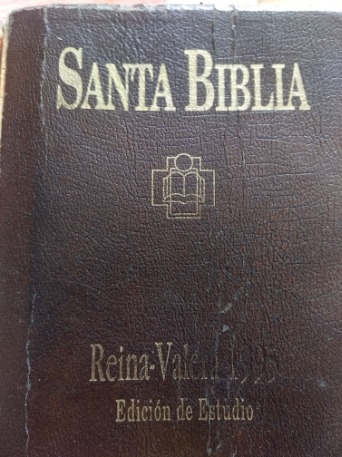 SANTA BIBLIA
Reina-Valera 1995
Edición de Estudio